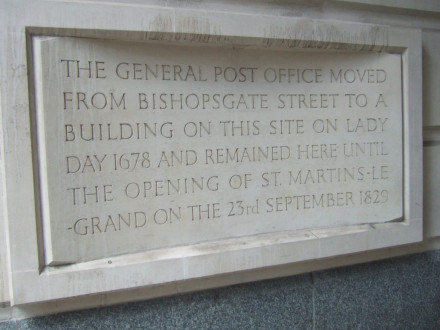 THE GENERAL POST OFFICE MOVED
FROM BISHOPSGATE STREET TO A
BUILDING ON THIS SITE ON LADY
DAY 1678 AND REMAINED HERE UNTIL
THE OPENING OF ST. MARTINS-LE
-GRAND ON THE 23rd SEPTEMBER 1829